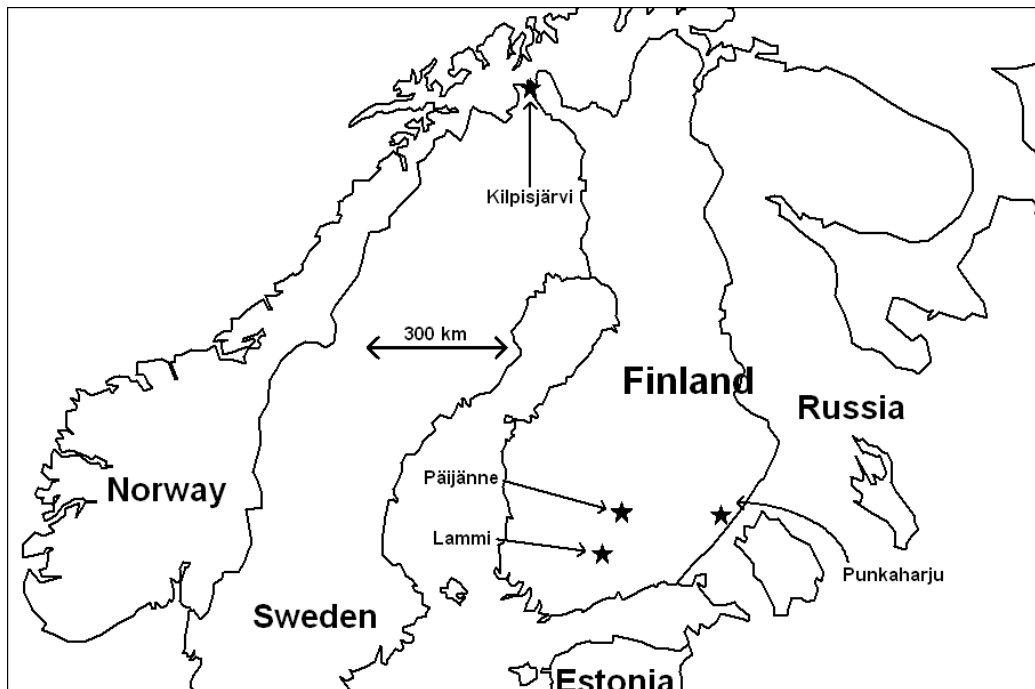 Kilpisjärvi
300 km
Finland
Russia
Päijänne
Norway
Lammi
Punkaharju
Sweden
Estonia